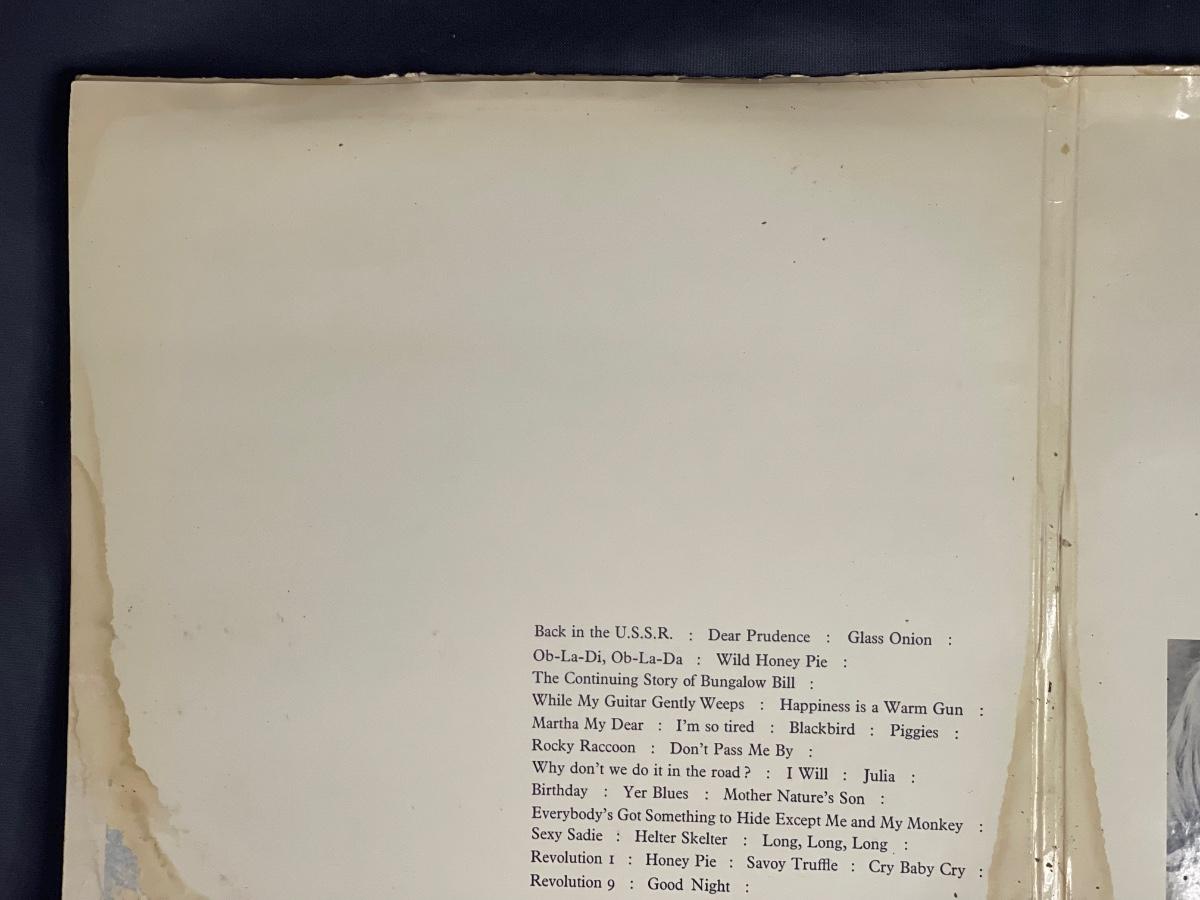 Back in the U.S.S.R. : Dear Prudence : Glass Onion :
Ob-La-Di, Ob-La-Da : Wild Honey Pie :
The Continuing Story of Bungalow Bill :
While My Guitar Gently Weeps : Happiness is a Warm Gun :
Martha My Dear : I'm so tired : Blackbird : Piggies :
Rocky Raccoon : Don't Pass Me By :
Why don't we do it in the road? : I Will : Julia :
Birthday : Yer Blues : Mother Nature's Son :
Everybody's Got Something to Hide Except Me and My Monkey :
Sexy Sadie : Helter Skelter : Long, Long, Long :
Revolution 1 : Honey Pie : Savoy Truffle : Cry Baby Cry :
Revolution 9 : Good Night :